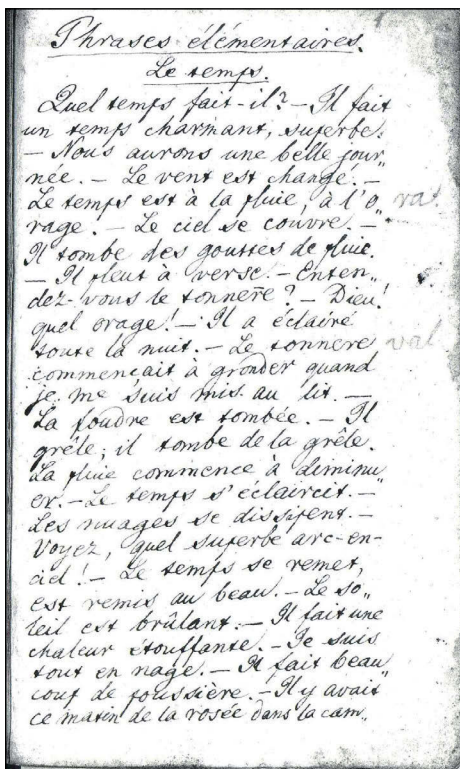 Phrases élémentaires.
Le temps.
Quel temps fait-il? — Il fait
un temps charmant, superbe.
— Nous aurons une belle jour„
née. — Le vent est changé. —
Le temps est à la pluie, à l'o„
rage. — Le ciel se couvre. —
Il tombe des gouttes de pluie.
— Il pleut à verse. — Enten„
dez-vous le tonnere? — Dieu!
quel orage! — Il a éclairé
toute la nuit. — Le tonnere
commencait à gronder quand
je me suis mis au lit. —
La foudre est tombée. — Il
grêle; il tombe de la grêle.
La pluie commence à diminu„
er. — Le temps s'éclaircit. —
Les nuages se dissipent. —
Voyez, quel superbe arc-en-
ciel! — Le temps se remet,
est remis au beau. — Le so„
leil est brûlant. — Il fait une
chaleur étouffante. — Je suis
tout en nage. — Il fait beau„
coup de poussière. — Il y avait
ce matin de la rosée dans la cam„
val